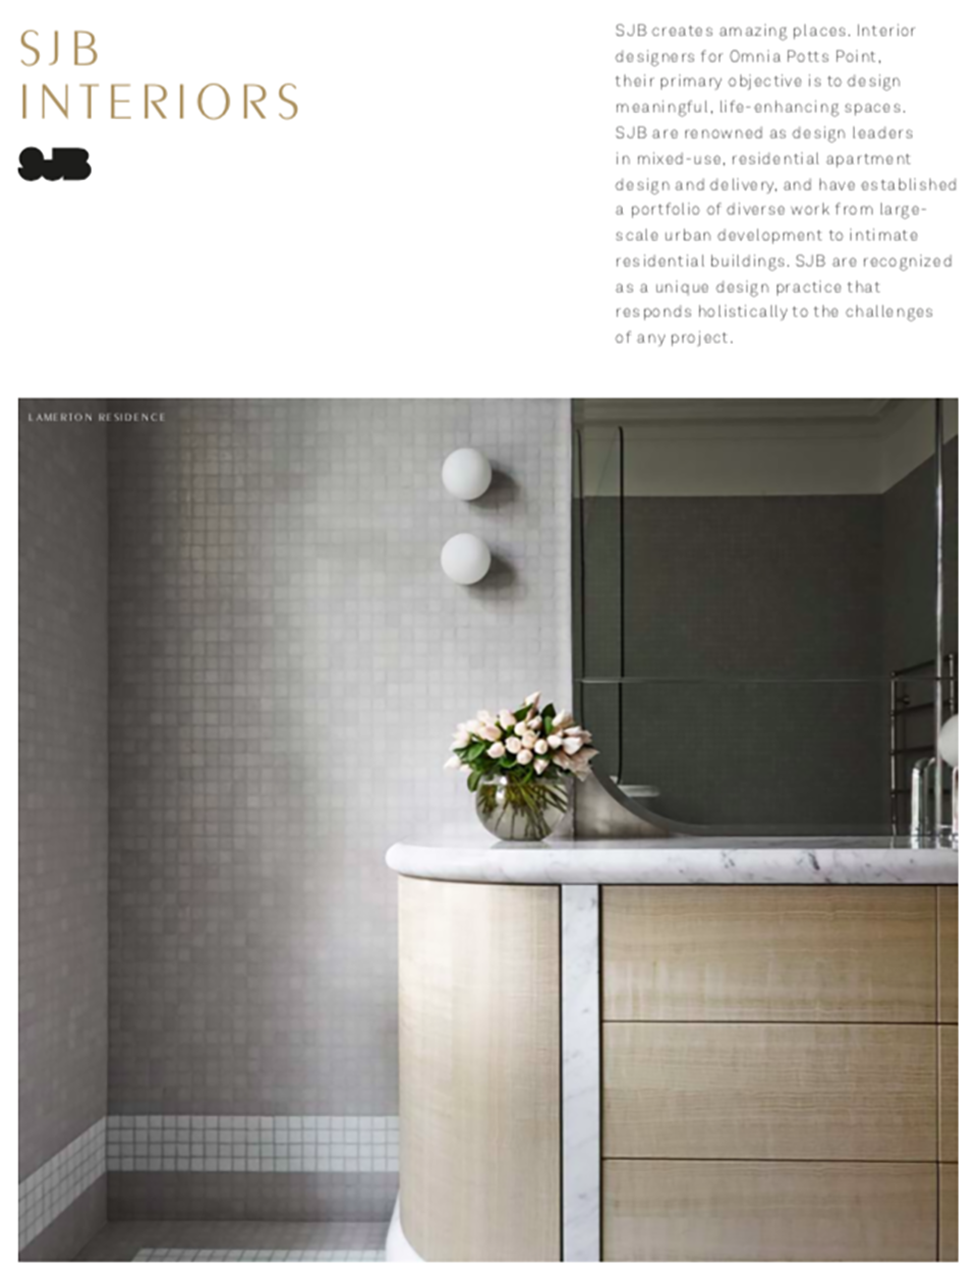 SJB
INTERIORS
SJB
SJB creates amazing places. Interior
designers for Omnia Potts Point,
their primary objective is to design
meaningful, life-enhancing spaces.
SJB are renowned as design leaders
in mixed-use, residential apartment
design and delivery, and have established
a portfolio of diverse work from large-
scale urban development to intimate
residential buildings. SJB are recognized
as a unique design practice that
responds holistically to the challenges
of any project.
LAMERTON RESIDENCE